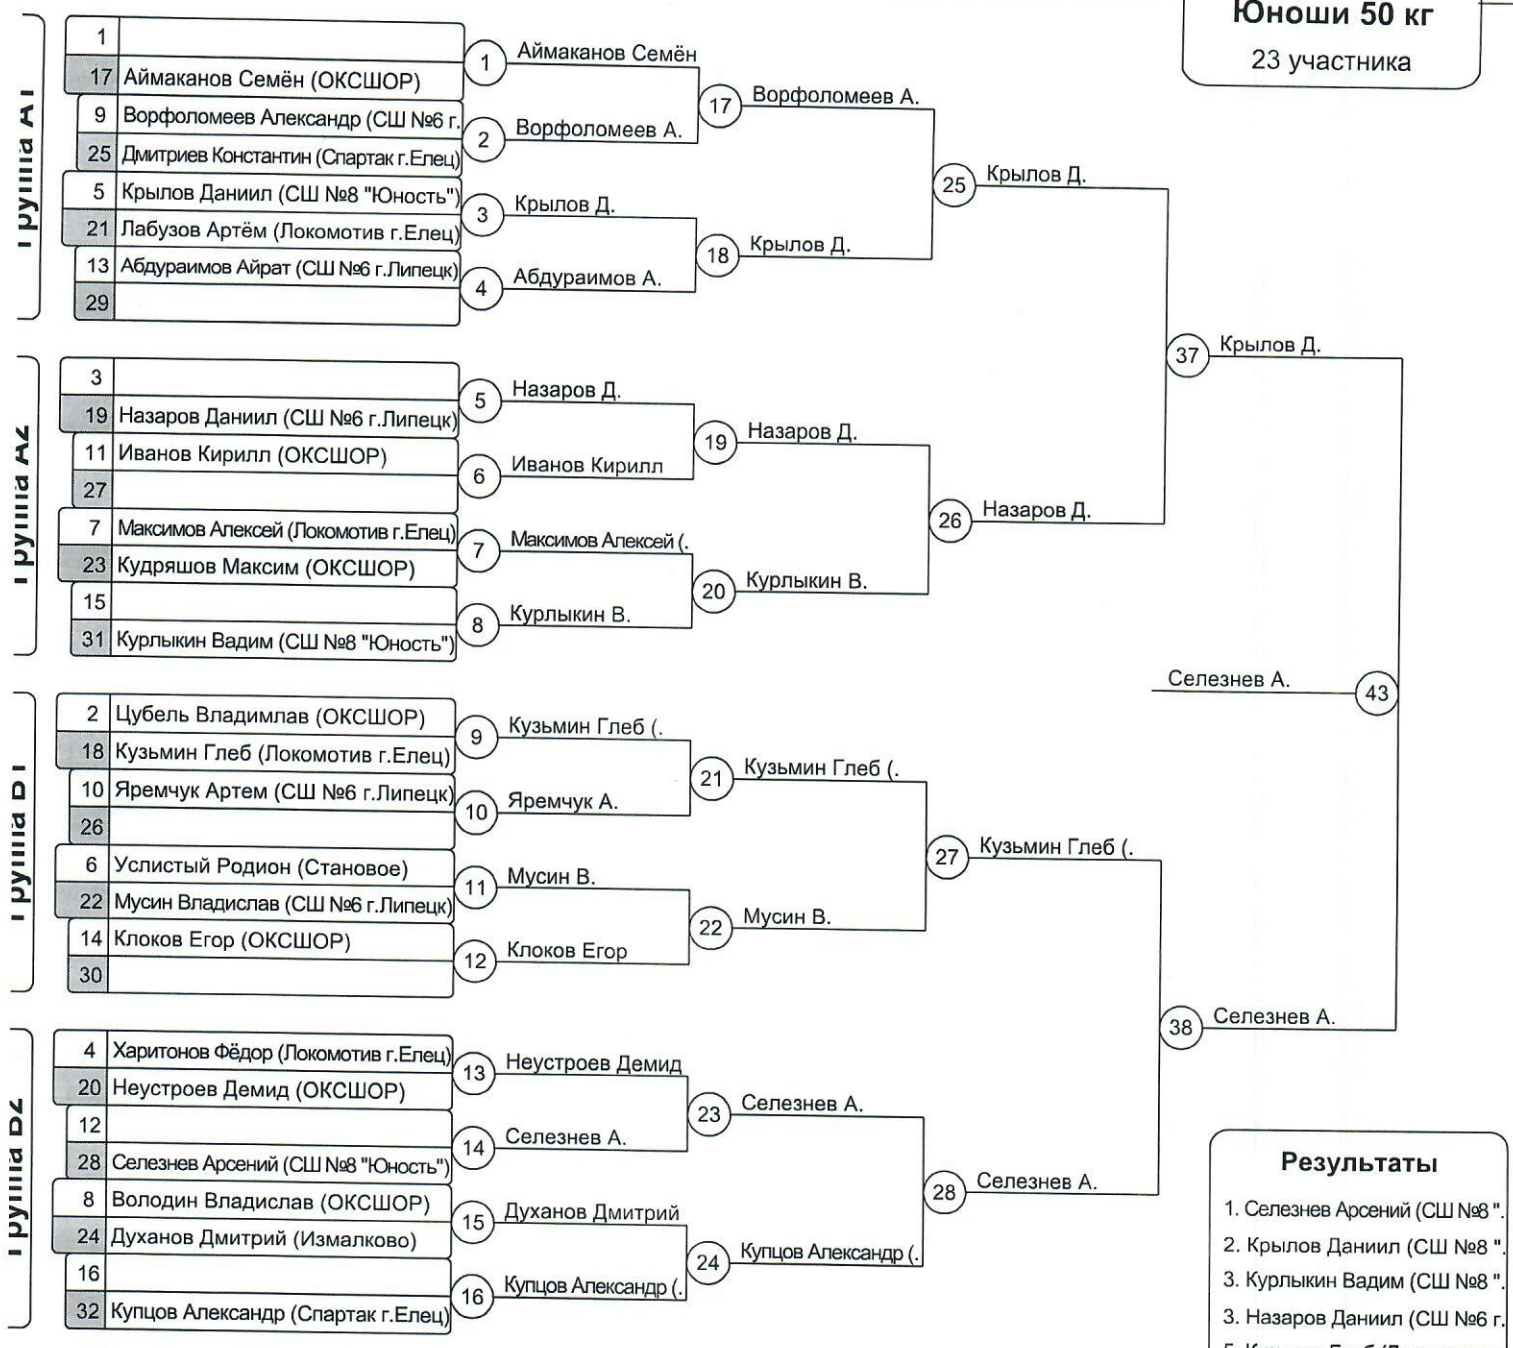 Юноши 50 кг
23 участника
Группа A1
1
17 Аймаканов Семён (ОКСШОР)
9 Ворфоломеев Александр (СШ №6 г.
25 Дмитриев Константин (Спартак г.Елец)
5 Крылов Даниил (СШ №8 "Юность")
21 Лабузов Артём (Локомотив г.Елец)
13 Абдураимов Айрат (СШ №6 г.Липецк)
29
1 Аймаканов Семён
2 Ворфоломеев А.
3 Крылов Д.
4 Абдураимов А.
17 Ворфоломеев А.
18 Крылов Д.
25 Крылов Д.
Группа A2
3
19 Назаров Даниил (СШ №6 г.Липецк)
11 Иванов Кирилл (ОКСШОР)
27
7 Максимов Алексей (Локомотив г.Елец)
23 Кудряшов Максим (ОКСШОР)
15
31 Курлыкин Вадим (СШ №8 "Юность")
5 Назаров Д.
6 Иванов Кирилл
7 Максимов Алексей (.
8 Курлыкин В.
19 Назаров Д.
20 Курлыкин В.
26 Назаров Д.
37 Крылов Д.
Селезнев А. 43
Группа B1
2 Цубель Владимлав (ОКСШОР)
18 Кузьмин Глеб (Локомотив г.Елец)
10 Яремчук Артем (СШ №6 г.Липецк)
26
6 Услистый Родион (Становое)
22 Мусин Владислав (СШ №6 г.Липецк)
14 Клоков Егор (ОКСШОР)
30
9 Кузьмин Глеб (.
10 Яремчук А.
11 Мусин В.
12 Клоков Егор
21 Кузьмин Глеб (.
22 Мусин В.
27 Кузьмин Глеб (.
Группа B2
4 Харитонов Фёдор (Локомотив г.Елец)
20 Неустроев Демид (ОКСШОР)
12
28 Селезнев Арсений (СШ №8 "Юность")
8 Володин Владислав (ОКСШОР)
24 Духанов Дмитрий (Измалково)
16
32 Купцов Александр (Спартак г.Елец)
13 Неустроев Демид
14 Селезнев А.
15 Духанов Дмитрий
16 Купцов Александр (.
23 Селезнев А.
24 Купцов Александр (.
28 Селезнев А.
38 Селезнев А.
Результаты
1. Селезнев Арсений (СШ №8 ".
2. Крылов Даниил (СШ №8 ".
3. Курлыкин Вадим (СШ №8 ".
3. Назаров Даниил (СШ №6 г.